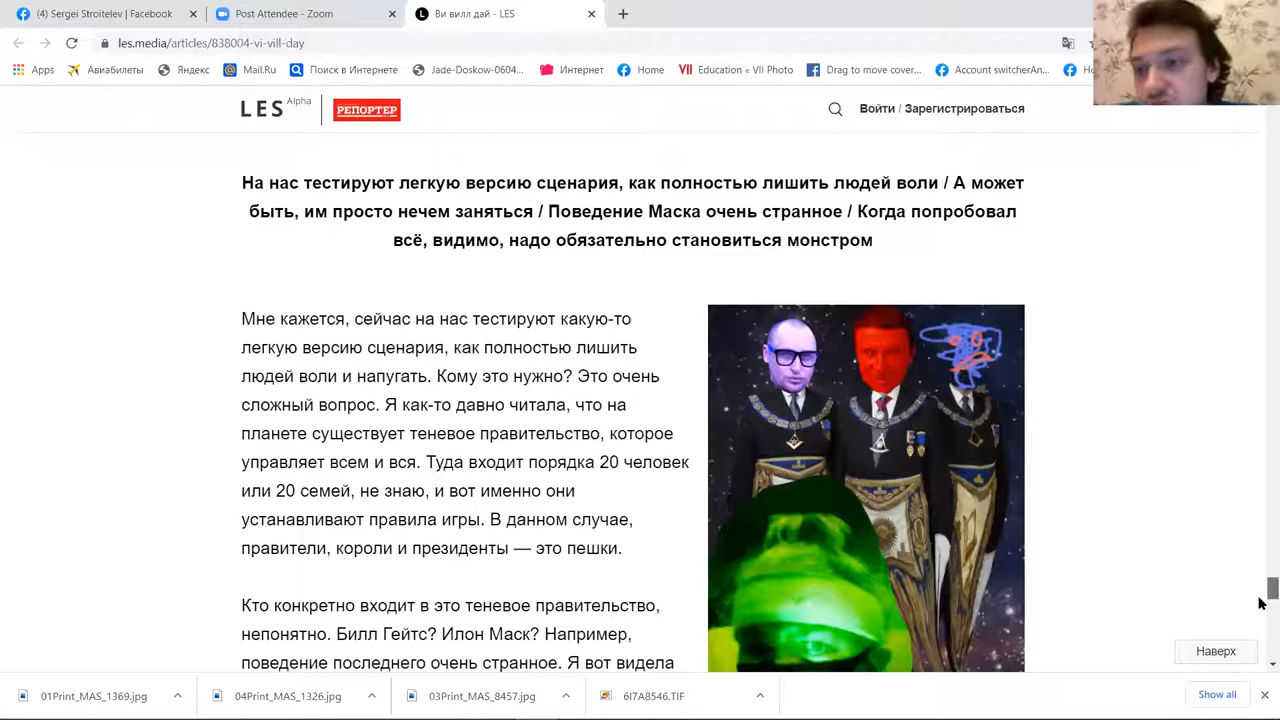 (4) Sergei Stroitelev | Facebook
Post Attendee - Zoom
Ви вилл дай - LES
les.media/articles/838004-vi-vill-day
Apps
Авиабилеты
Яндекс
Mail.Ru
Поиск в Интернете
Jade-Doskow-0604...
Интернет
Home
Education « VII Photo
Drag to move cover...
Account switcherAn...
LES Alpha
РЕПОРТЕР
Войти / Зарегистрироваться
На нас тестируют легкую версию сценария, как полностью лишить людей воли / А может
быть, им просто нечем заняться / Поведение Маска очень странное / Когда попробовал
всё, видимо, надо обязательно становиться монстром
Мне кажется, сейчас на нас тестируют какую-то
легкую версию сценария, как полностью лишить
людей воли и напугать. Кому это нужно? Это очень
сложный вопрос. Я как-то давно читала, что на
планете существует теневое правительство, которое
управляет всем и вся. Туда входит порядка 20 человек
или 20 семей, не знаю, и вот именно они
устанавливают правила игры. В данном случае,
правители, короли и президенты — это пешки.
Кто конкретно входит в это теневое правительство,
непонятно. Билл Гейтс? Илон Маск? Например,
поведение последнего очень странное. Я вот видела
Наверх
01Print_MAS_1369.jpg
04Print_MAS_1326.jpg
03Print_MAS_8457.jpg
6I7A8546.TIF
Show all